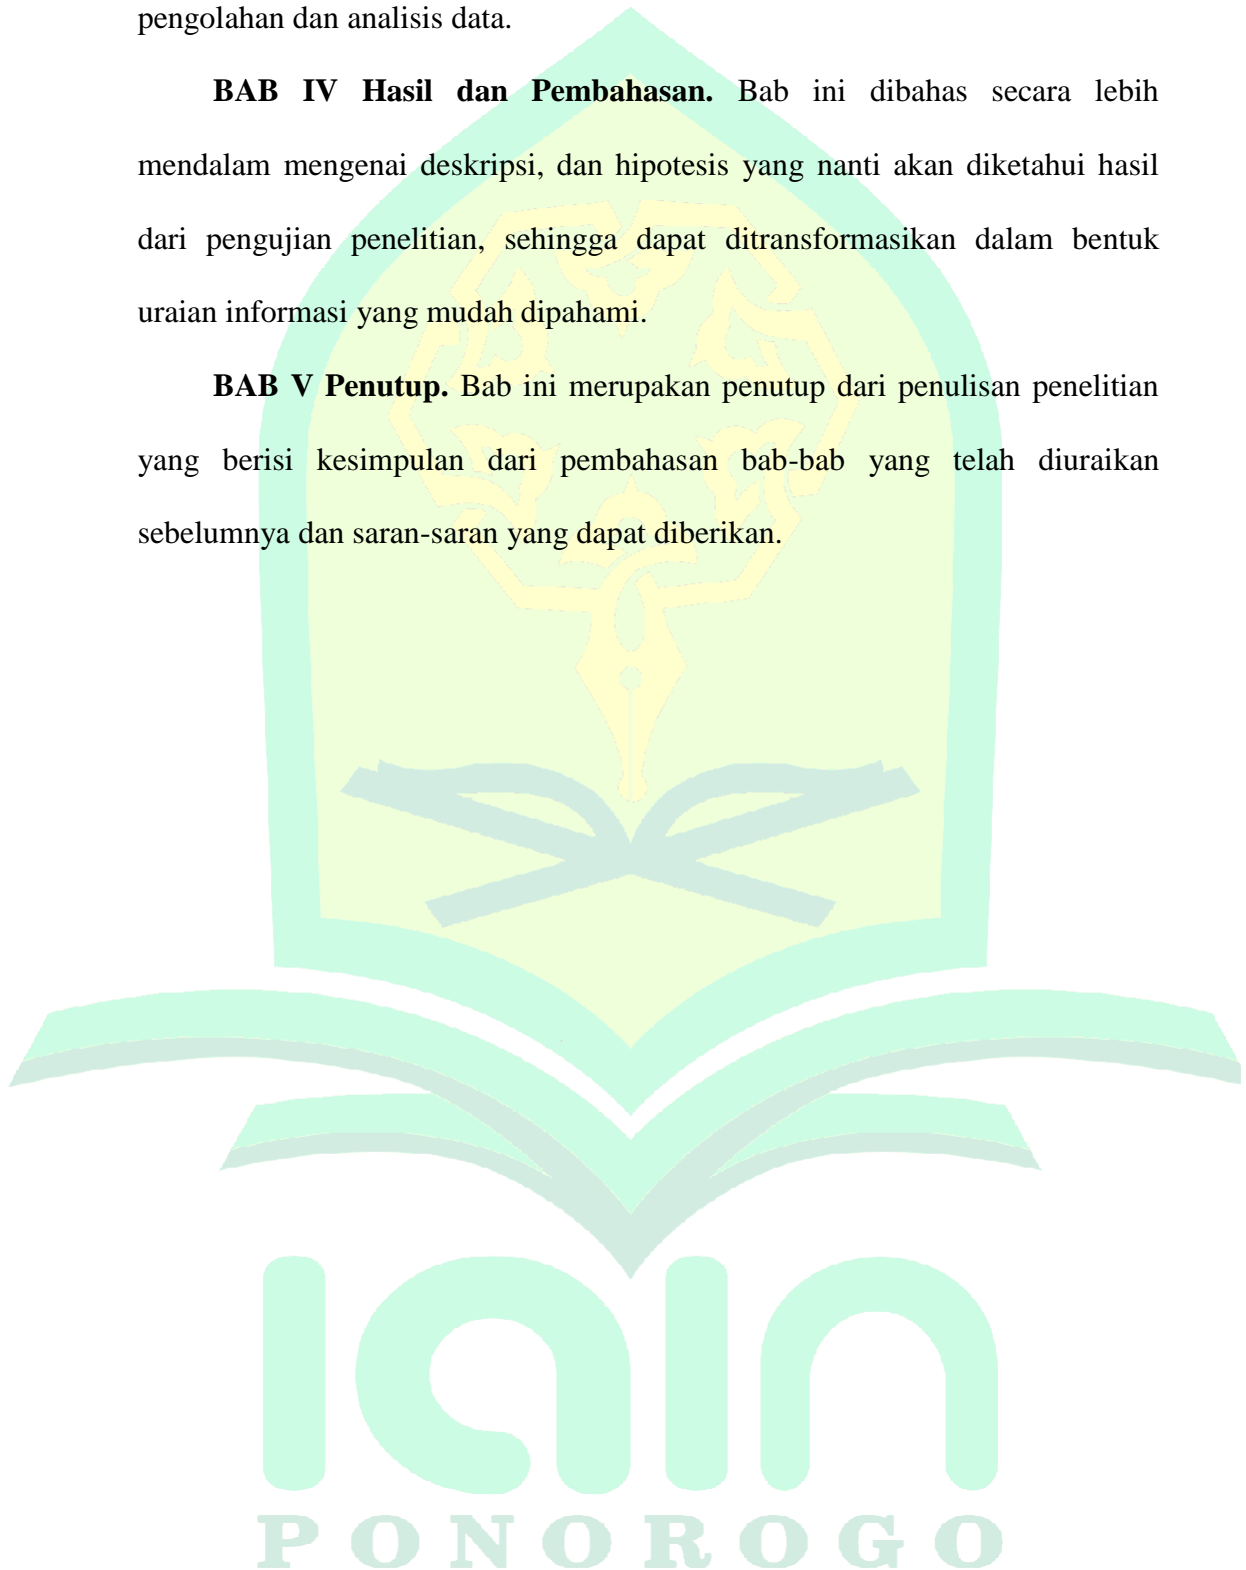 pengolahan dan analisis data.
BAB IV Hasil dan Pembahasan. Bab ini dibahas secara lebih
mendalam mengenai deskripsi, dan hipotesis yang nanti akan diketahui hasil
dari pengujian penelitian, sehingga dapat ditransformasikan dalam bentuk
uraian informasi yang mudah dipahami.
BAB V Penutup. Bab ini merupakan penutup dari penulisan penelitian
yang berisi kesimpulan dari pembahasan bab-bab yang telah diuraikan
sebelumnya dan saran-saran yang dapat diberikan.
iain
PONOROGO